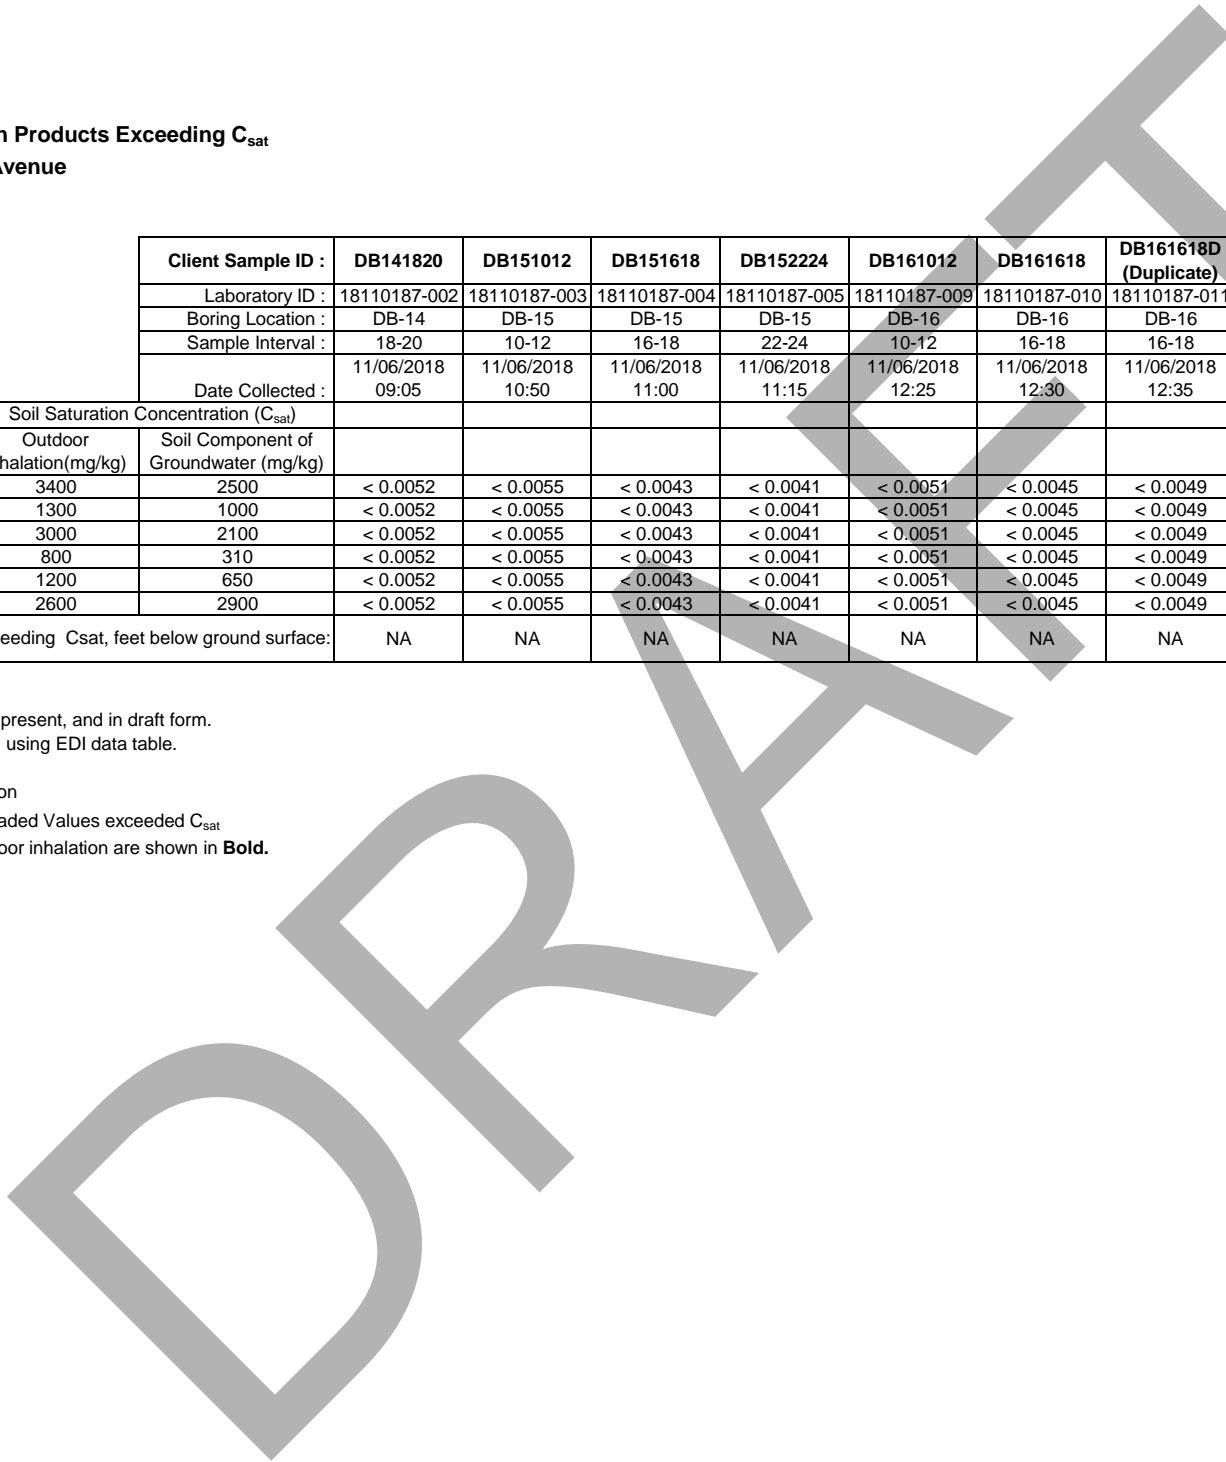 Products Exceeding Csat
Avenue
Client Sample ID : DB141820 DB151012 DB151618 DB152224 DB161012 DB161618 DB161618D (Duplicate)
Laboratory ID : 18110187-002 18110187-003 18110187-004 18110187-005 18110187-009 18110187-010 18110187-011
Boring Location : DB-14 DB-15 DB-15 DB-15 DB-16 DB-16 DB-16
Sample Interval : 18-20 10-12 16-18 22-24 10-12 16-18 16-18
Date Collected : 11/06/2018 09:05 11/06/2018 10:50 11/06/2018 11:00 11/06/2018 11:15 11/06/2018 12:25 11/06/2018 12:30 11/06/2018 12:35
Soil Saturation Concentration (Csat)
Outdoor Soil Component of
halation(mg/kg) Groundwater (mg/kg)
3400 2500 < 0.0052 < 0.0055 < 0.0043 < 0.0041 < 0.0051 < 0.0045 < 0.0049
1300 1000 < 0.0052 < 0.0055 < 0.0043 < 0.0041 < 0.0051 < 0.0045 < 0.0049
3000 2100 < 0.0052 < 0.0055 < 0.0043 < 0.0041 < 0.0051 < 0.0045 < 0.0049
800 310 < 0.0052 < 0.0055 < 0.0043 < 0.0041 < 0.0051 < 0.0045 < 0.0049
1200 650 < 0.0052 < 0.0055 < 0.0043 < 0.0041 < 0.0051 < 0.0045 < 0.0049
2600 2900 < 0.0052 < 0.0055 < 0.0043 < 0.0041 < 0.0051 < 0.0045 < 0.0049
eeding Csat, feet below ground surface: NA NA NA NA NA NA NA
present, and in draft form.
using EDI data table.
on
aded Values exceeded Csat
oor inhalation are shown in Bold.
DRAFT